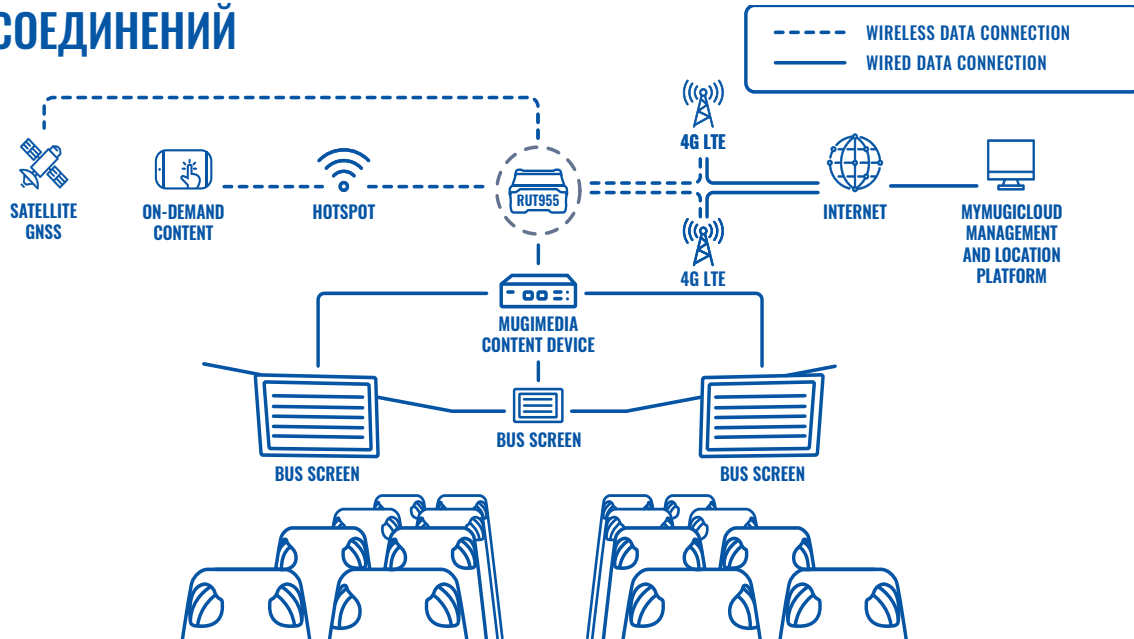 СОЕДИНЕНИЙ
WIRELESS DATA CONNECTION
WIRED DATA CONNECTION
4G LTE
SATELLITE
GNSS
ON-DEMAND
CONTENT
HOTSPOT
RUT955
INTERNET
MYMUGICLOUD
MANAGEMENT
AND LOCATION
PLATFORM
4G LTE
MUGIMEDIA
CONTENT DEVICE
BUS SCREEN
BUS SCREEN
BUS SCREEN